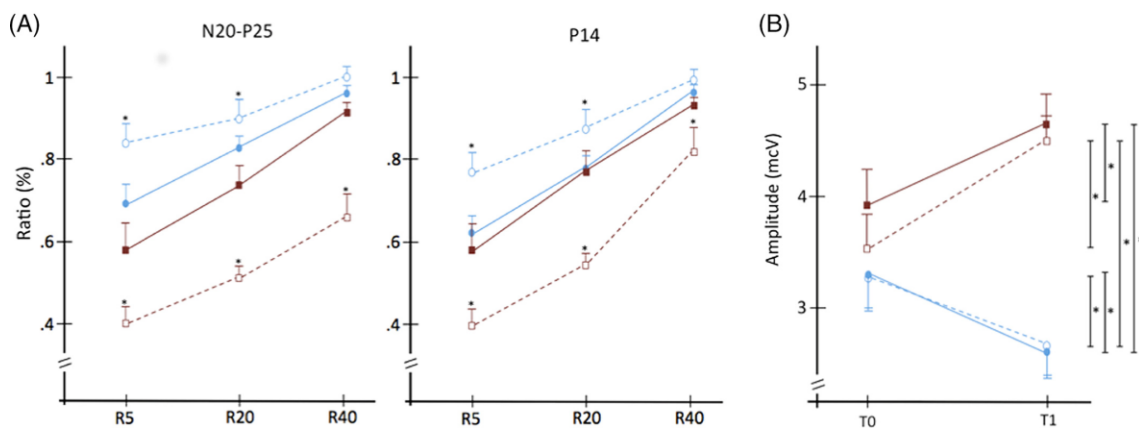 (A)
N20-P25
P14
(B)
Ratio (%)
1
.8
.6
.4
R5
R20
R40
1
.8
.6
.4
R5
R20
R40
Amplitude (mcV)
5
4
3
T0
T1
* * * * *
* * * * * *
* * * * *